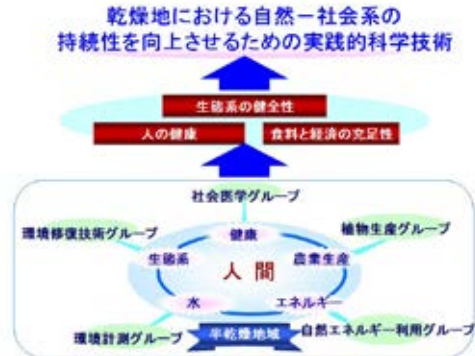 乾燥地における自然ー社会系の
持続性を向上させるための実践的科学技術
生態系の健全性
人の健康
食料と経済の充足性
社会医学グループ
環境修復技術グループ
健康
植物生産グループ
生態系
農業生産
人間
水
エネルギー
環境計測グループ
半乾燥地域
自然エネルギー利用グループ